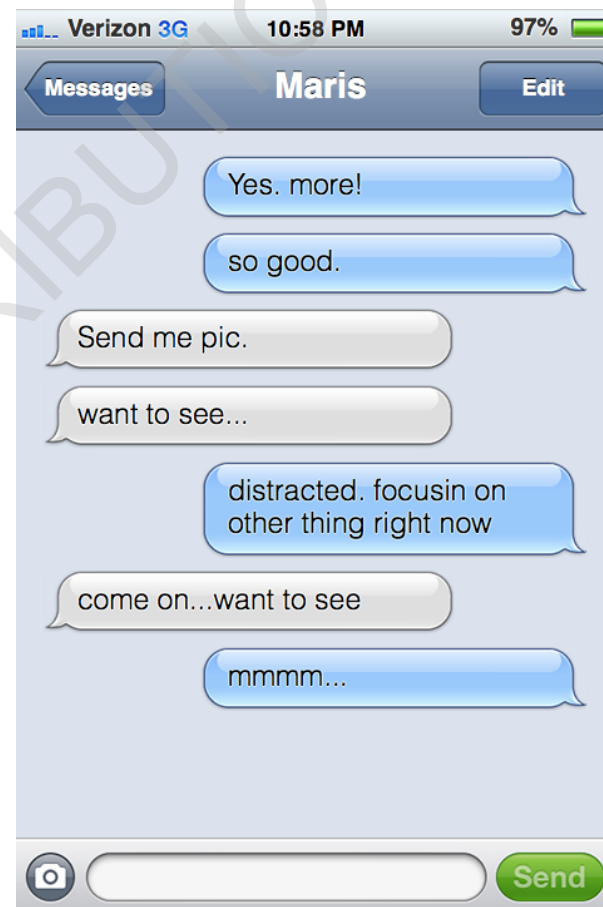 Verizon 3G 10:58 PM 97%
Messages Maris Edit
Yes. more!
so good.
Send me pic.
want to see...
distracted. focusin on
other thing right now
come on...want to see
mmmm...
Send